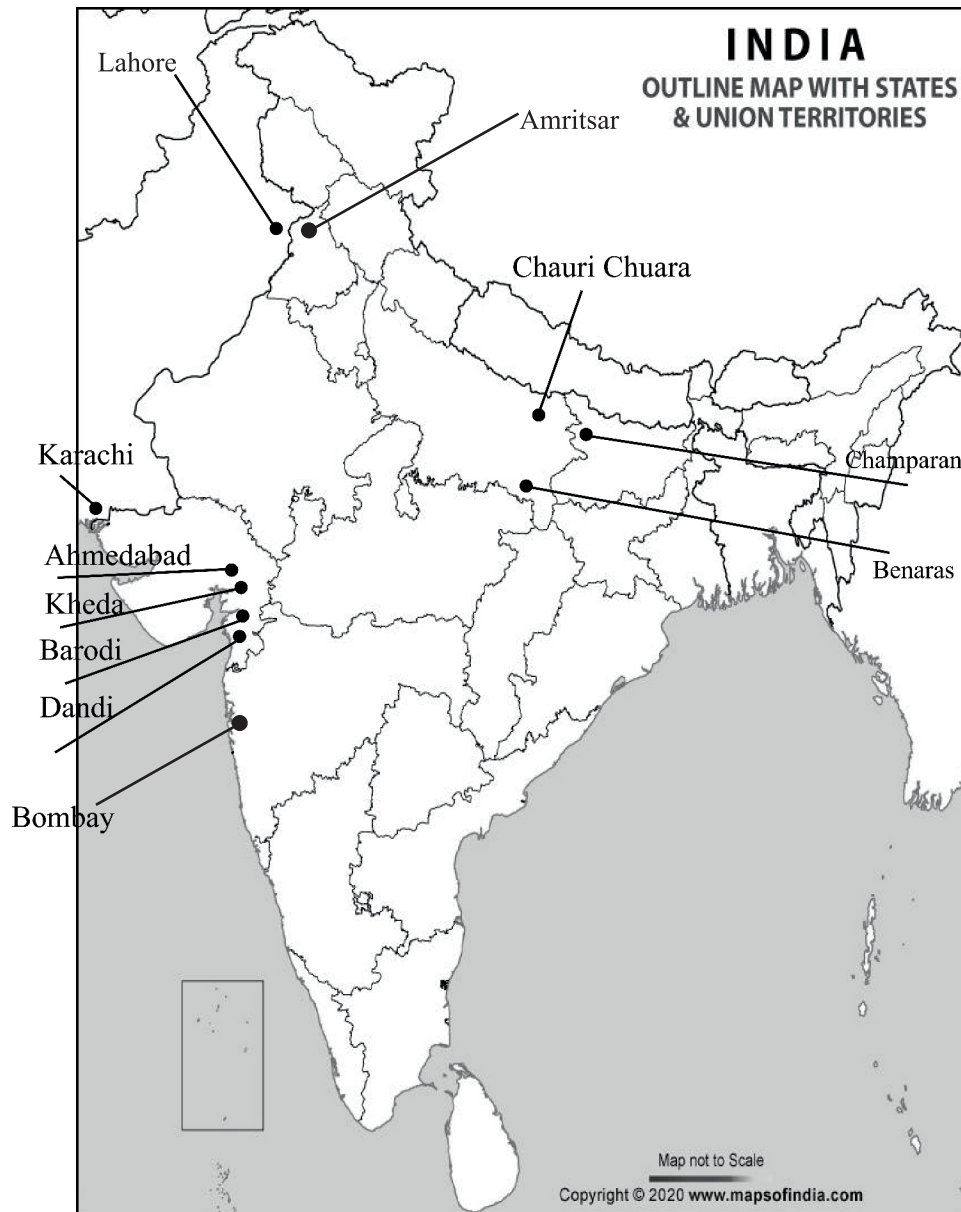 INDIA
OUTLINE MAP WITH STATES
& UNION TERRITORIES
Lahore
Amritsar
Chauri Chuara
Karachi
Champaran
Ahmedabad
Benaras
Kheda
Barodi
Dandi
Bombay
Map not to Scale
Copyright © 2020 www.mapsofindia.com